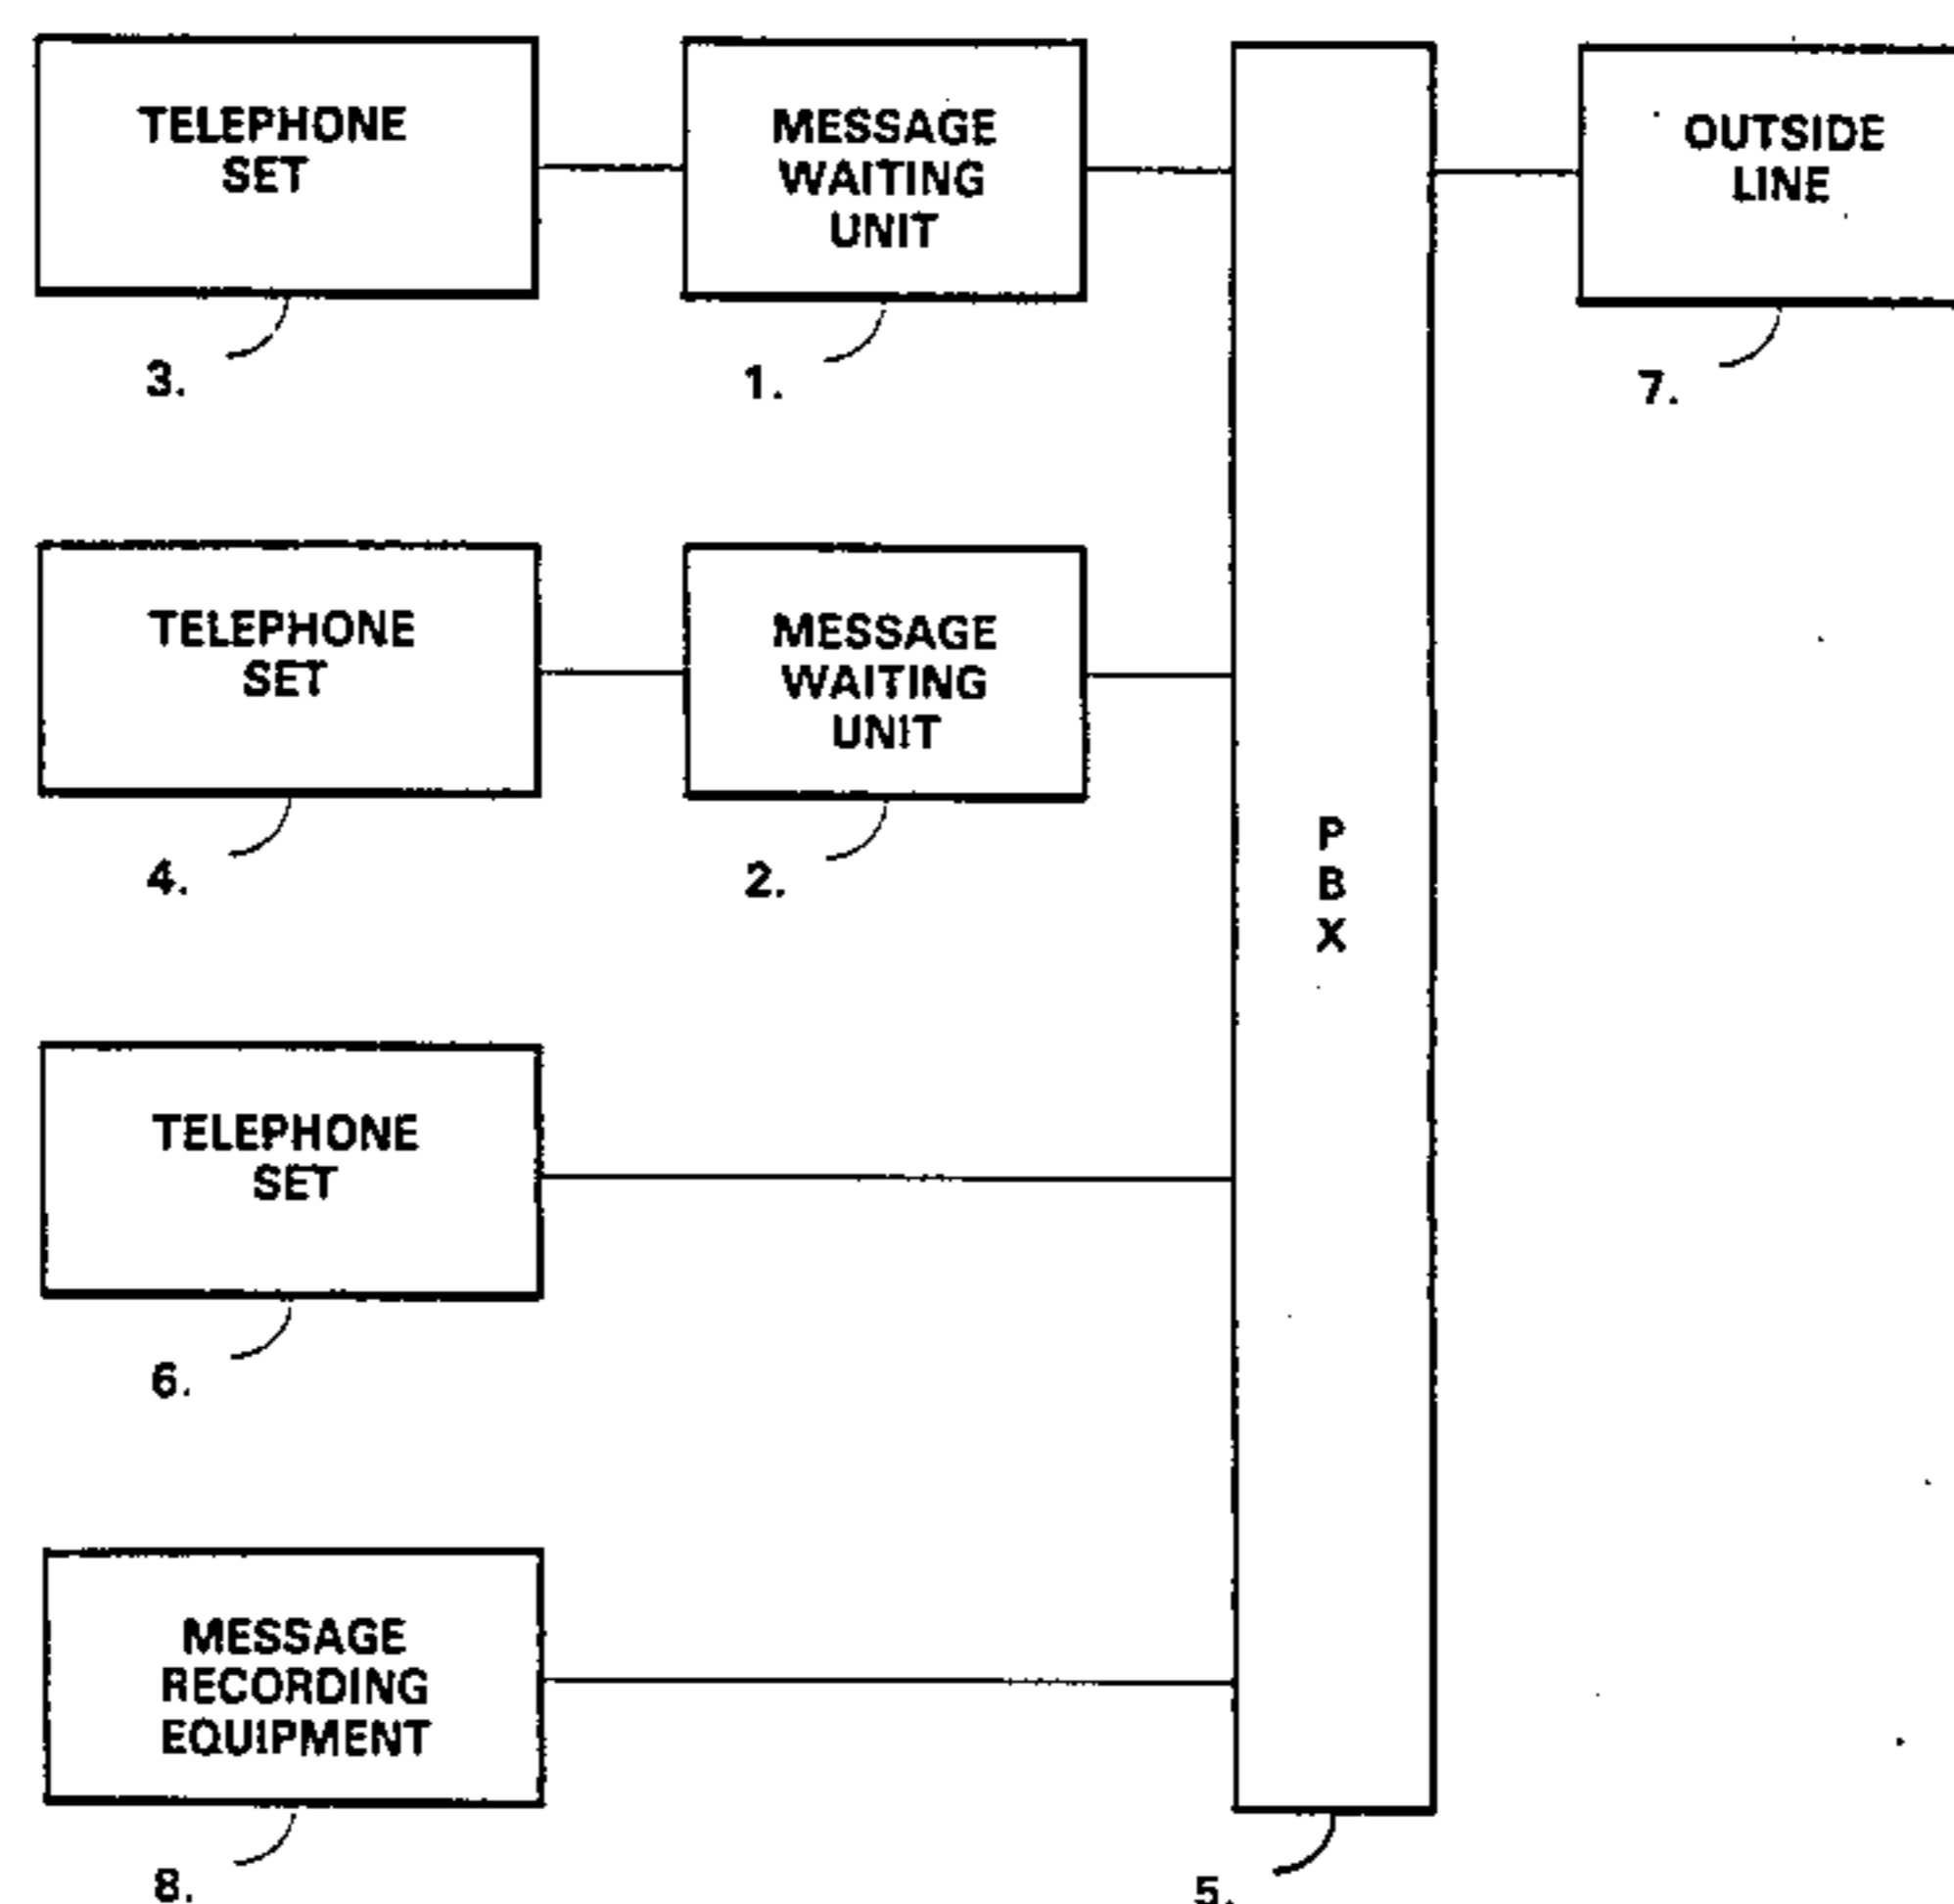 TELEPHONE
SET
MESSAGE
WAITING
UNIT
OUTSIDE
LINE
3.
1.
7.
TELEPHONE
SET
MESSAGE
WAITING
UNIT
4.
2.
P
B
X
TELEPHONE
SET
6.
MESSAGE
RECORDING
EQUIPMENT
8.
5.